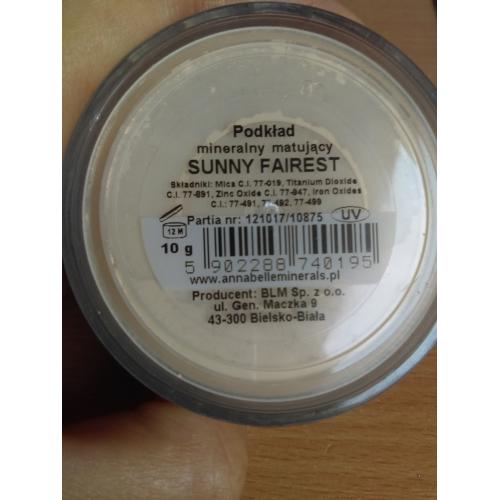 Podkład
mineralny matujący
SUNNY FAIREST
Składniki: Mica C.I. 77-019, Titanium Dioxide
C.I. 77-891, Zinc Oxide C.I. 77-947, Iron Oxides
C.I.: 77-491, 77-492, 77-499
12 M
Partia nr: 121017/10875
UV
10 g
5 902288 740195
www.annabelleminerals.pl
Producent: BLM Sp. z o.o.
ul. Gen. Maczka 9
43-300 Bielsko-Biała